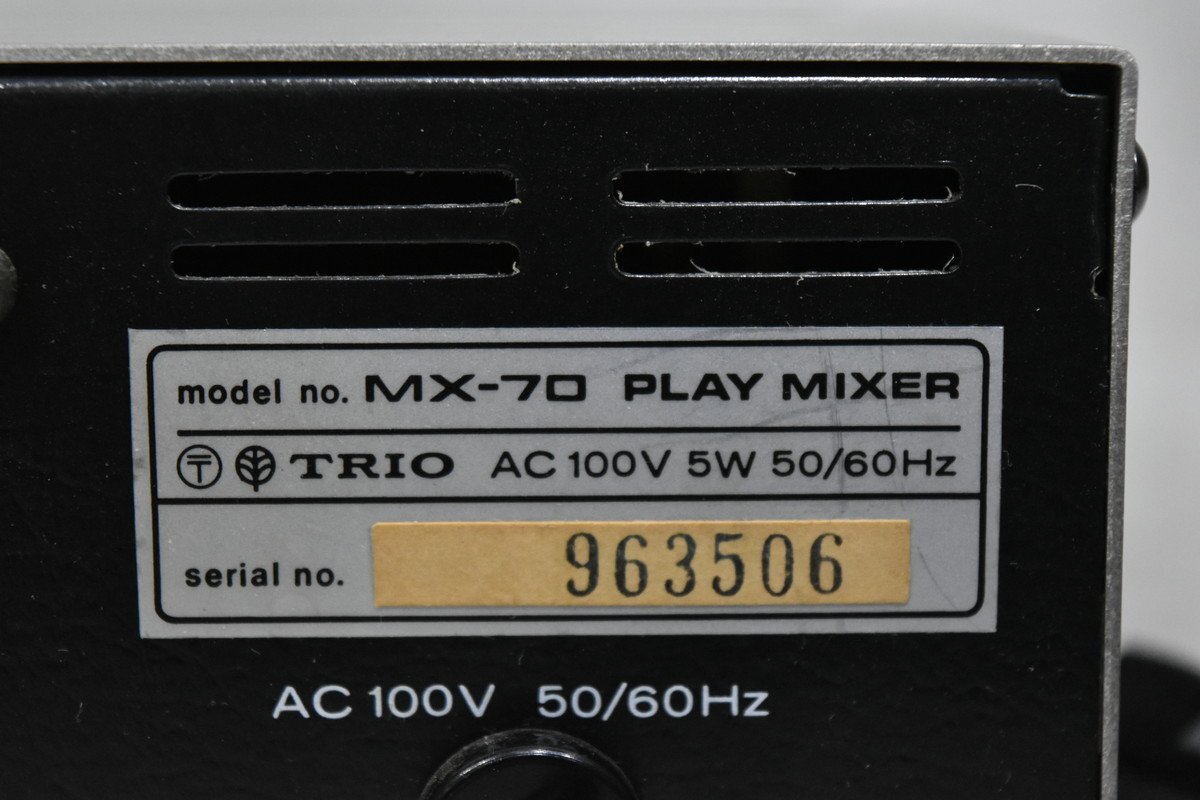 model no. MX-70 PLAY MIXER
〒 TRIO AC 100V 5W 50/60Hz
serial no. 963506
AC 100V 50/60Hz